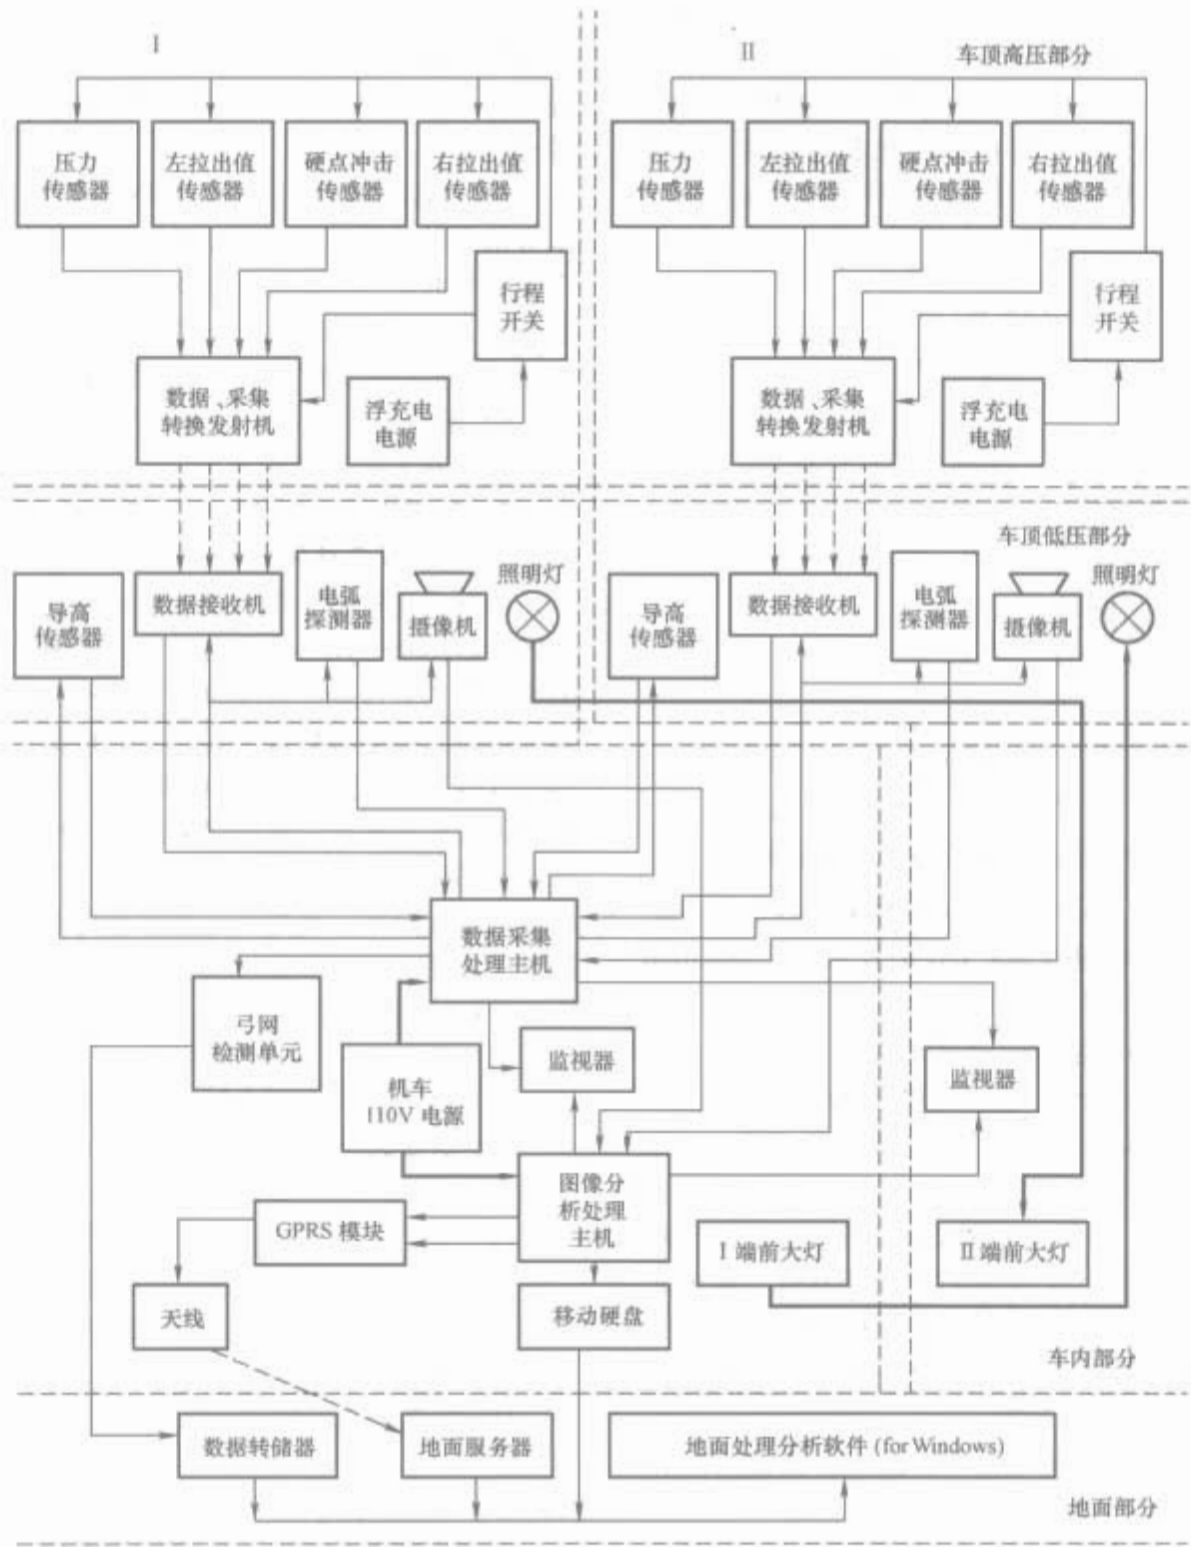 Ⅰ
Ⅱ
车顶高压部分
压力
传感器
左拉出值
传感器
硬点冲击
传感器
右拉出值
传感器
压力
传感器
左拉出值
传感器
硬点冲击
传感器
右拉出值
传感器
行程
开关
行程
开关
数据、采集
转换发射机
浮充电
电源
数据、采集
转换发射机
浮充电
电源
车顶低压部分
导高
传感器
数据接收机
电弧
探测器
摄像机
照明灯
导高
传感器
数据接收机
电弧
探测器
摄像机
照明灯
数据采集
处理主机
弓网
检测单元
机车
110V 电源
监视器
监视器
图像分
析处理
主机
GPRS 模块
Ⅰ端前大灯
Ⅱ端前大灯
天线
移动硬盘
车内部分
数据转储器
地面服务器
地面处理分析软件(for Windows)
地面部分